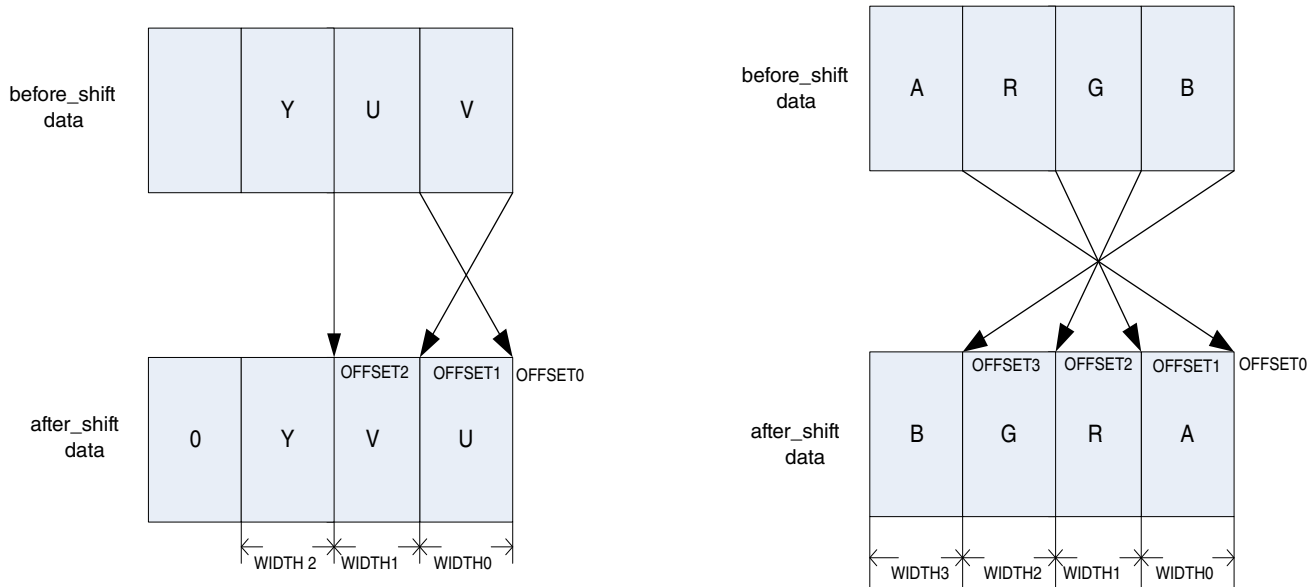 before_shift
data
Y U V
OFFSET2 OFFSET1 OFFSET0
after_shift
data
0 Y V U
WIDTH 2 WIDTH1 WIDTH0
before_shift
data
A R G B
OFFSET3 OFFSET2 OFFSET1 OFFSET0
after_shift
data
B G R A
WIDTH3 WIDTH2 WIDTH1 WIDTH0